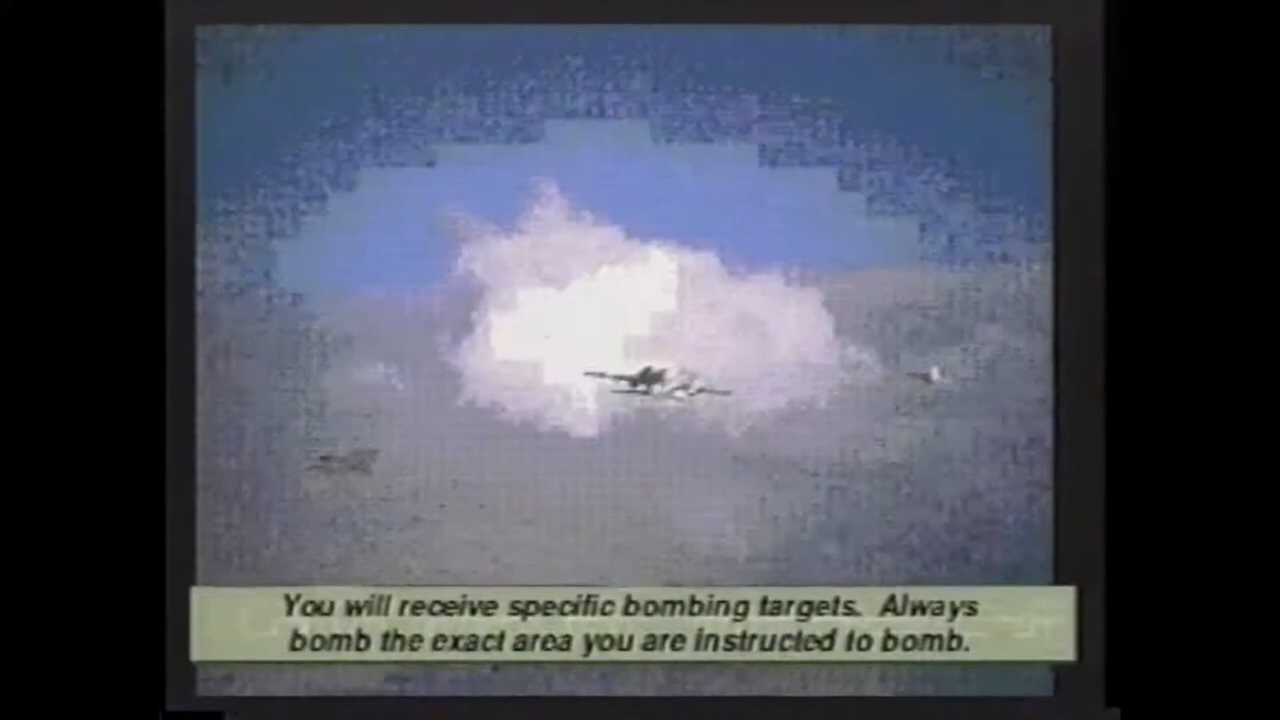 You will receive specific bombing targets.  Always
bomb the exact area you are instructed to bomb.